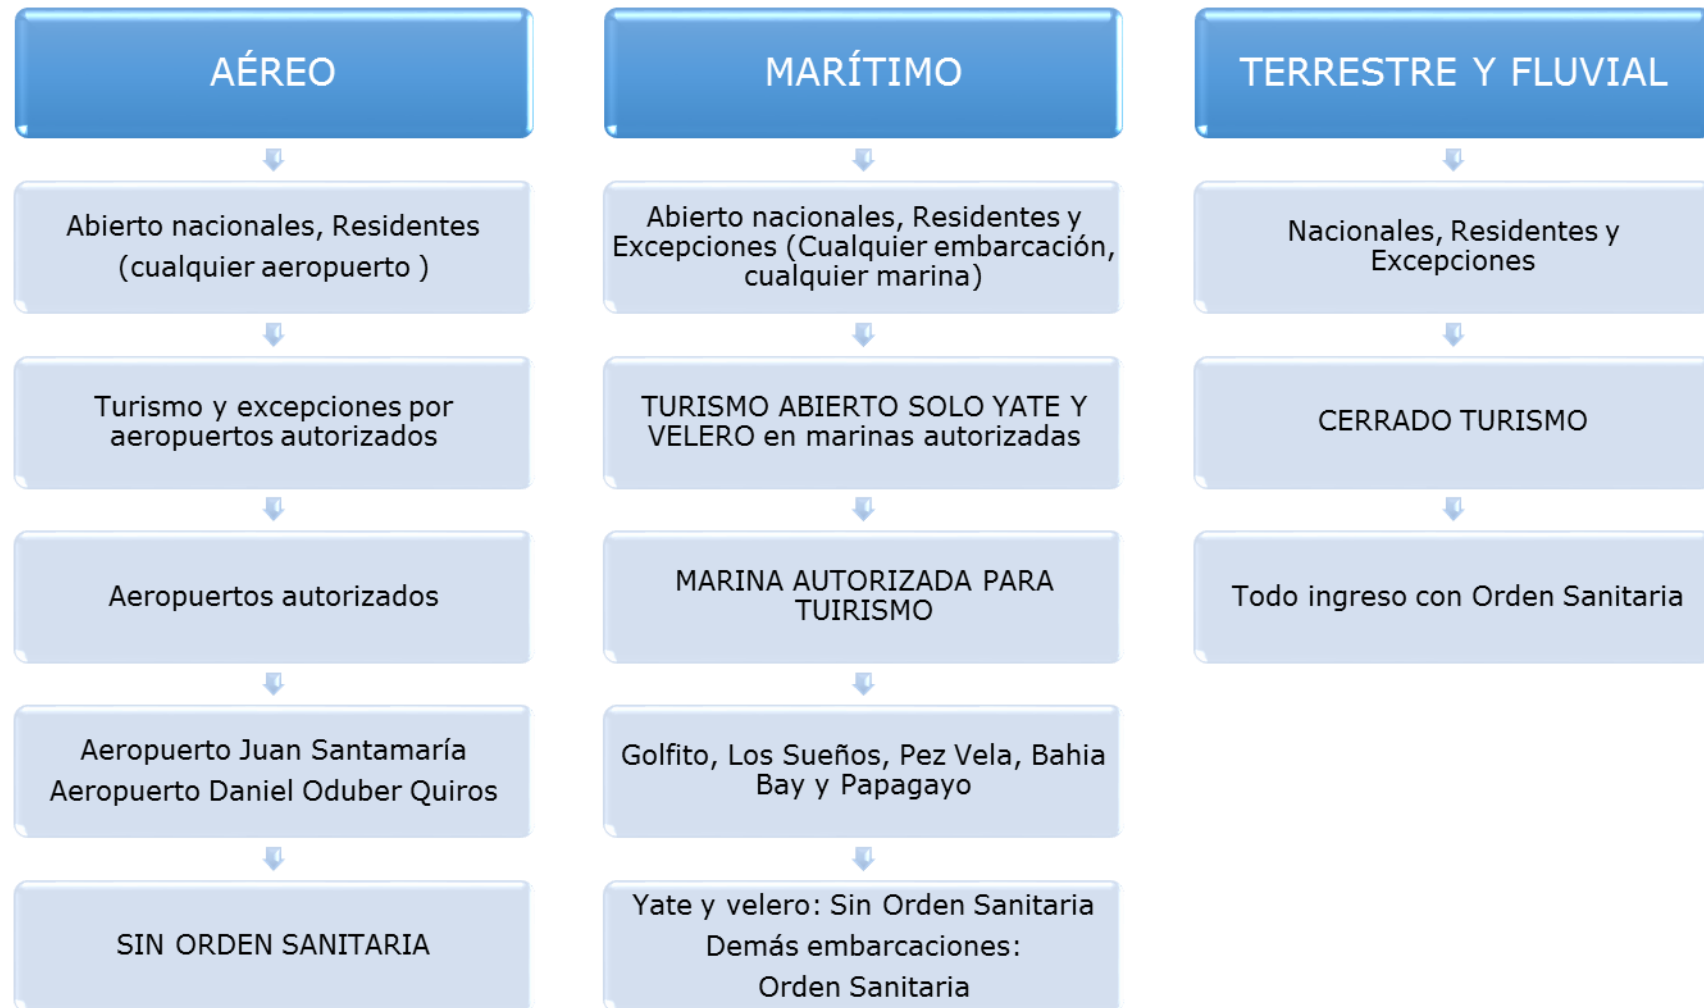 AÉREO
Abierto nacionales, Residentes
(cualquier aeropuerto )
Turismo y excepciones por
aeropuertos autorizados
Aeropuertos autorizados
Aeropuerto Juan Santamaría
Aeropuerto Daniel Oduber Quiros
SIN ORDEN SANITARIA
MARÍTIMO
Abierto nacionales, Residentes y
Excepciones (Cualquier embarcación,
cualquier marina)
TURISMO ABIERTO SOLO YATE Y
VELERO en marinas autorizadas
MARINA AUTORIZADA PARA
TUIRISMO
Golfito, Los Sueños, Pez Vela, Bahia
Bay y Papagayo
Yate y velero: Sin Orden Sanitaria
Demás embarcaciones:
Orden Sanitaria
TERRESTRE Y FLUVIAL
Nacionales, Residentes y
Excepciones
CERRADO TURISMO
Todo ingreso con Orden Sanitaria